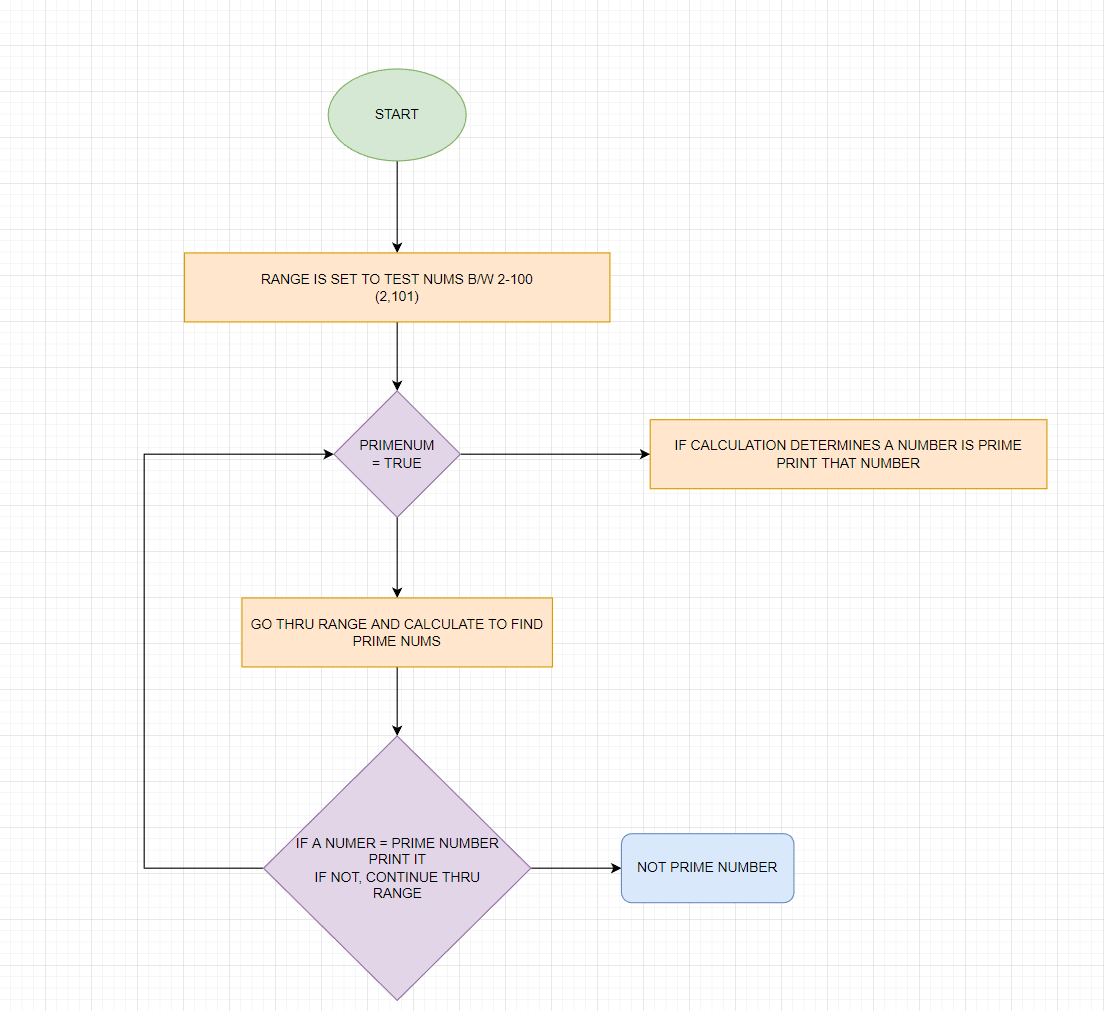 START
RANGE IS SET TO TEST NUMS B/W 2-100
(2,101)
PRIMENUM
= TRUE
IF CALCULATION DETERMINES A NUMBER IS PRIME
PRINT THAT NUMBER
GO THRU RANGE AND CALCULATE TO FIND
PRIME NUMS
IF A NUMER = PRIME NUMBER
PRINT IT
IF NOT, CONTINUE THRU
RANGE
NOT PRIME NUMBER